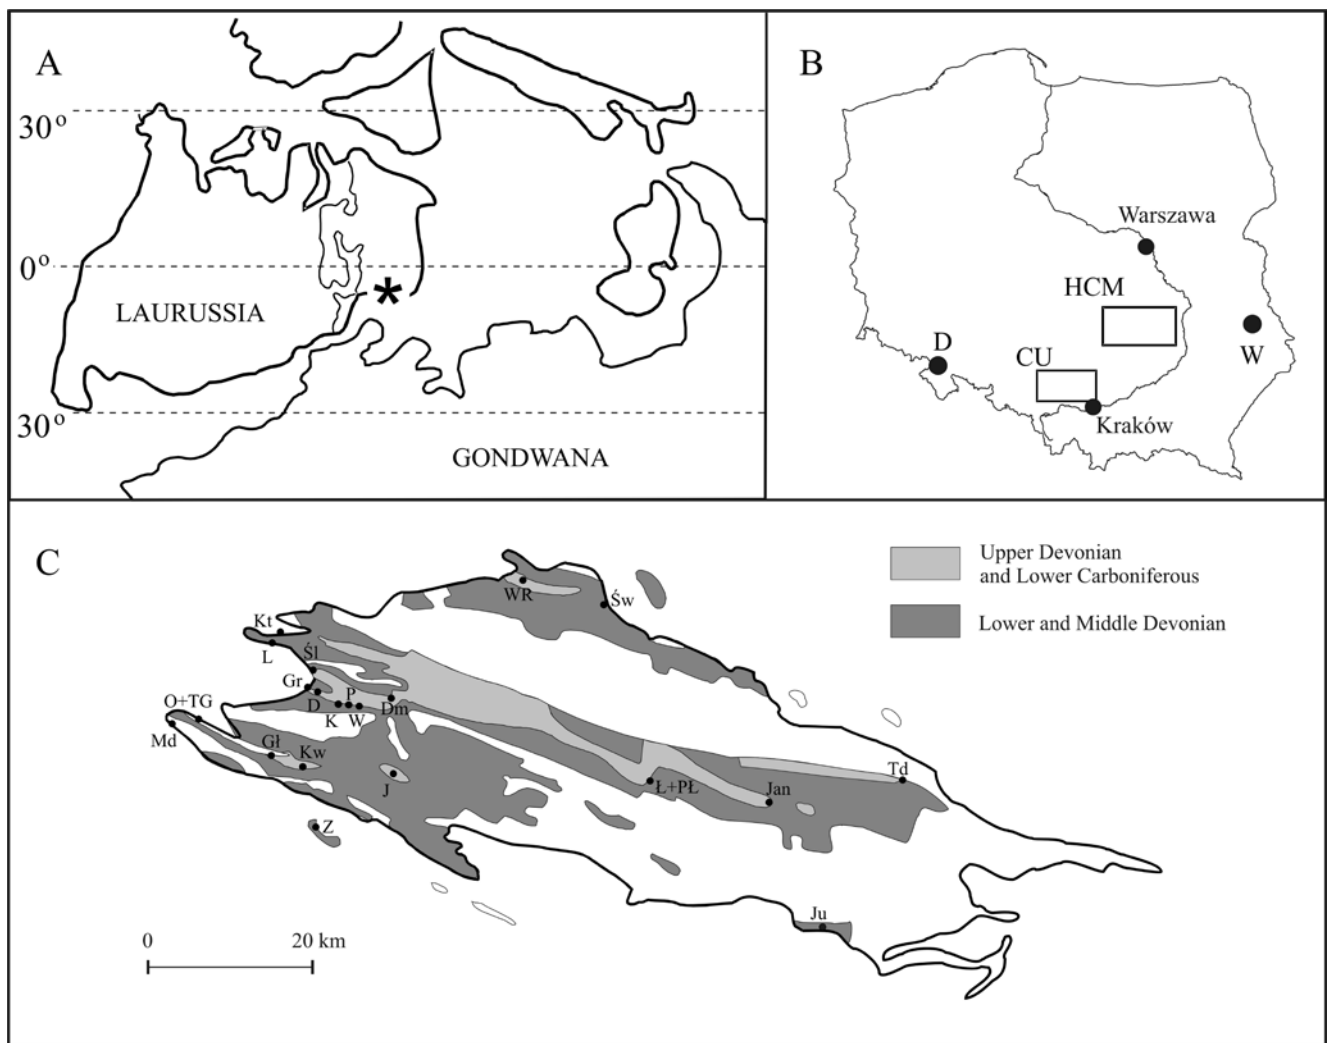 A
30°
0°
LAURUSSIA
30°
GONDWANA
B
Warszawa
HCM
D
CU
W
Kraków
C
Upper Devonian
and Lower Carboniferous
Lower and Middle Devonian
WR
Św
Kt
L
Śl
Gr
D
P
K
W
Dm
O+TG
Md
Gł
Kw
J
Z
Ł+PŁ
Jan
Td
Ju
0
20 km